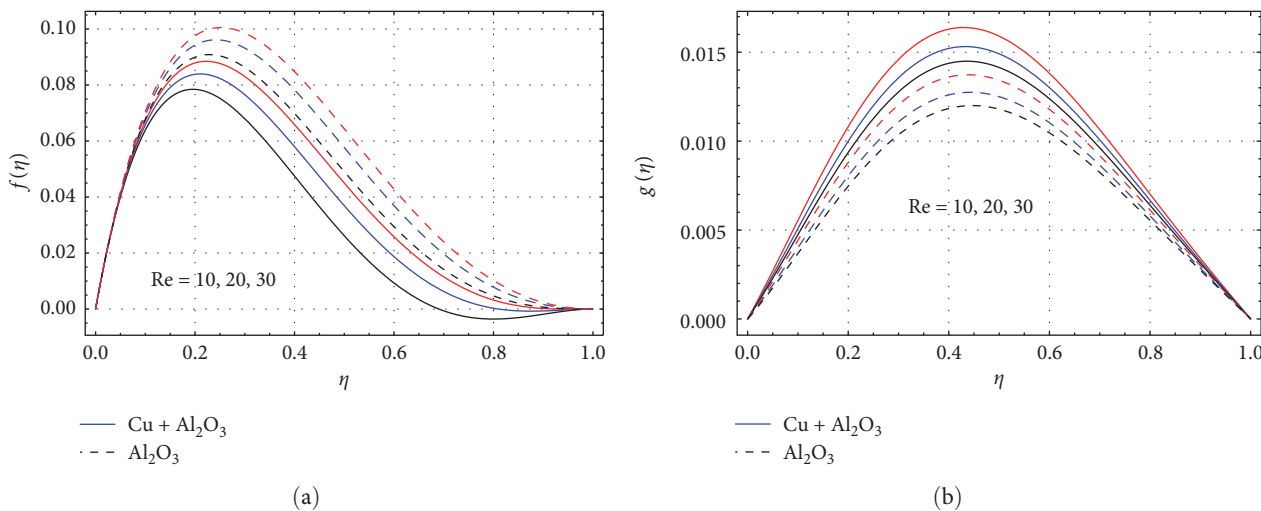 0.10
0.08
0.06
0.04
0.02
0.00
f (η)
Re = 10, 20, 30
0.0 0.2 0.4 0.6 0.8 1.0
η
Cu + Al₂O₃
Al₂O₃
(a)
0.015
0.010
0.005
0.000
g (η)
Re = 10, 20, 30
0.0 0.2 0.4 0.6 0.8 1.0
η
Cu + Al₂O₃
Al₂O₃
(b)